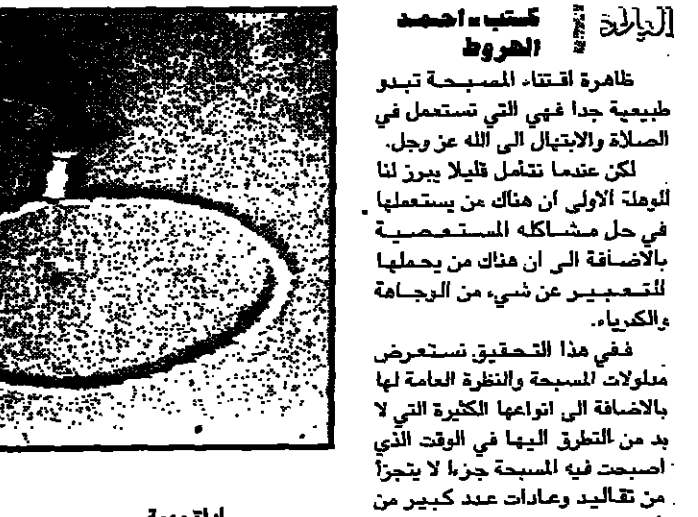 كتب - احمد
الهروط
ظاهرة اقتناء المسبحة تبدو
طبيعية جدا فهي التي تستعمل في
الصلاة والابتهال الى الله عز وجل.
لكن عندما نتأمل قليلا يبرز لنا
للوهلة الاولى ان هناك من يستعملها
في حل مشاكله المستعصية
بالاضافة الى ان هناك من يحملها
للتعبير عن شيء من الوجاهة
والكبرياء.
ففي هذا التحقيق نستعرض
مدلولات المسبحة والنظرة العامة لها
بالاضافة الى انواعها الكثيرة التي لا
بد من التطرق اليها في الوقت الذي
اصبحت فيه المسبحة جزءا لا يتجزأ
من تقاليد وعادات عدد كبير من